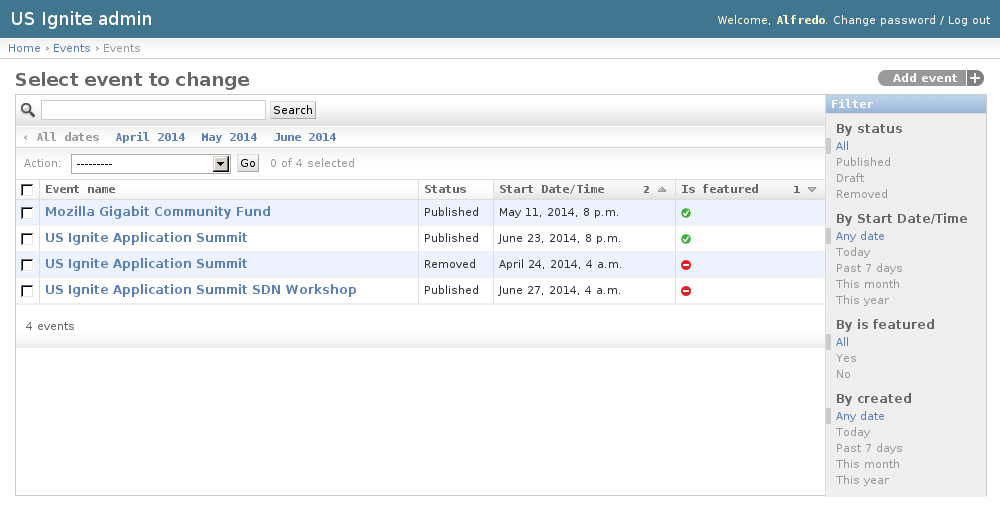 US Ignite admin
Welcome, Alfredo. Change password / Log out
Home › Events › Events
Select event to change
Add event
Search
‹ All dates April 2014 May 2014 June 2014
Action: --------- Go 0 of 4 selected
Event name Status Start Date/Time 2 Is featured 1
Mozilla Gigabit Community Fund Published May 11, 2014, 8 p.m.
US Ignite Application Summit Published June 23, 2014, 8 p.m.
US Ignite Application Summit Removed April 24, 2014, 4 a.m.
US Ignite Application Summit SDN Workshop Published June 27, 2014, 4 a.m.
4 events
Filter
By status
All
Published
Draft
Removed
By Start Date/Time
Any date
Today
Past 7 days
This month
This year
By is featured
All
Yes
No
By created
Any date
Today
Past 7 days
This month
This year